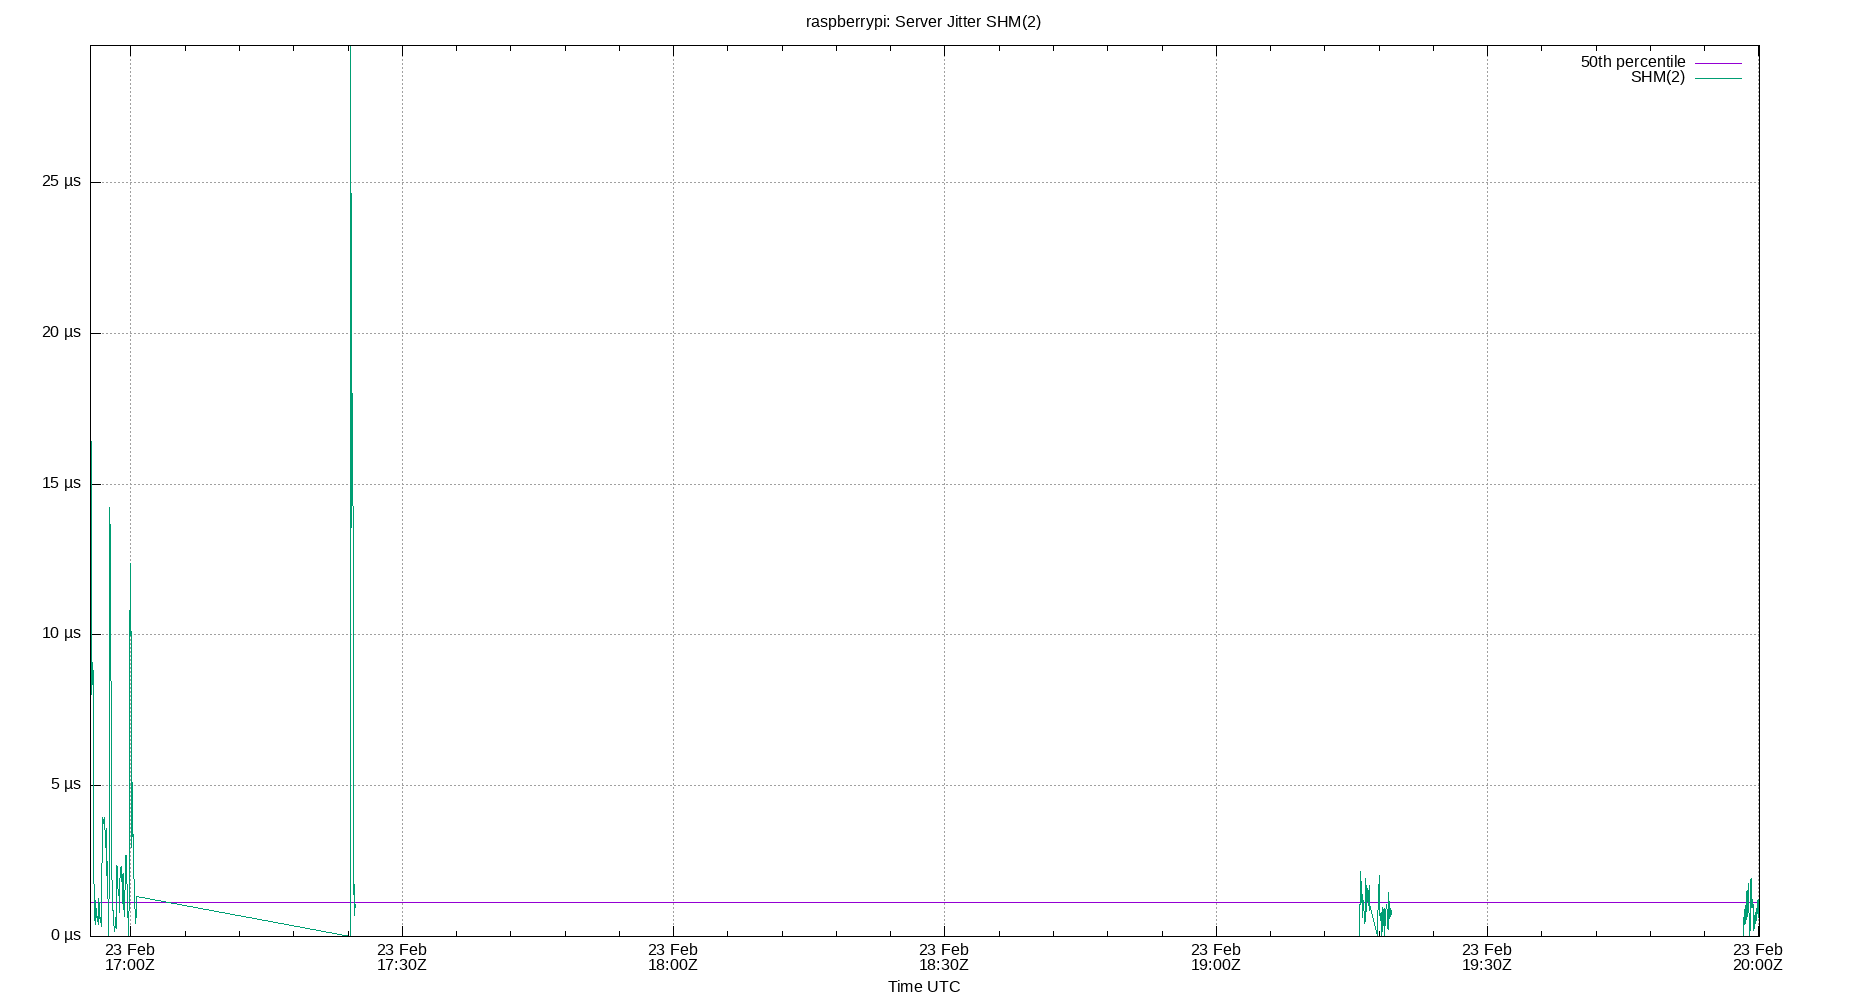 raspberrypi: Server Jitter SHM(2)
50th percentile
SHM(2)
25 µs
20 µs
15 µs
10 µs
5 µs
0 µs
23 Feb 23 Feb 23 Feb 23 Feb 23 Feb 23 Feb 23 Feb
17:00Z 17:30Z 18:00Z 18:30Z 19:00Z 19:30Z 20:00Z
Time UTC